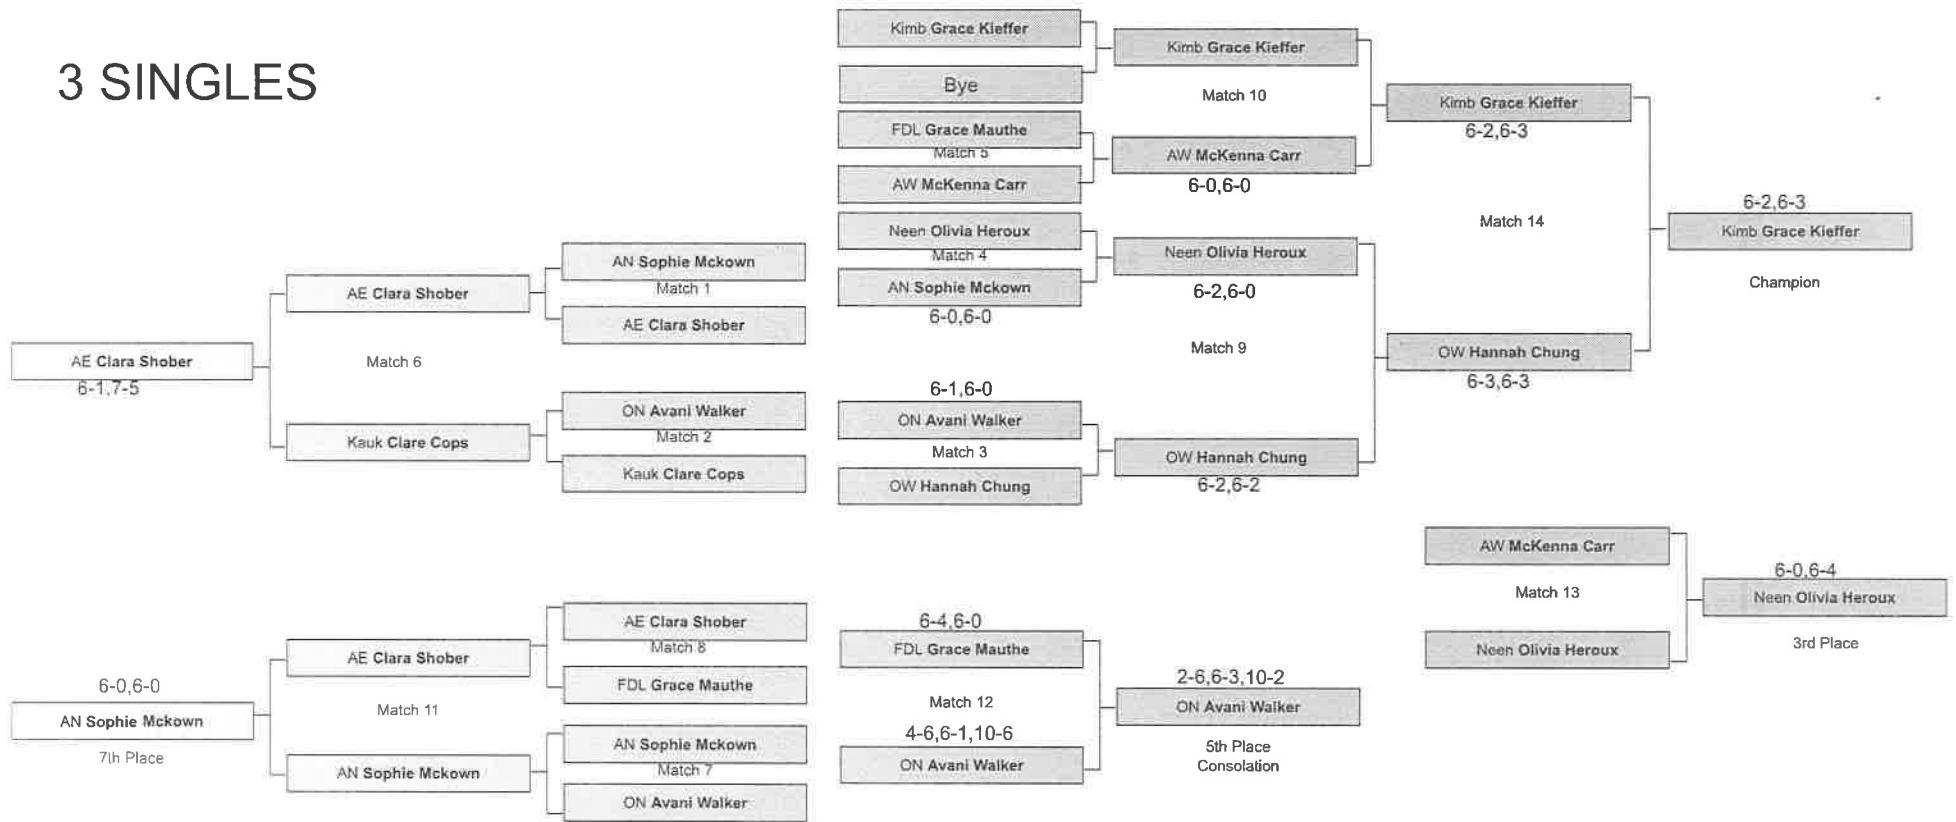 3 SINGLES
Kimb Grace Kieffer
Bye
FDL Grace Mauthe
Match 5
AW McKenna Carr
Neen Olivia Heroux
Match 4
AN Sophie Mckown
6-0,6-0
6-1,6-0
ON Avani Walker
Match 3
OW Hannah Chung
Kimb Grace Kieffer
Match 10
AW McKenna Carr
6-0,6-0
Neen Olivia Heroux
6-2,6-0
Match 9
OW Hannah Chung
6-2,6-2
Kimb Grace Kieffer
6-2,6-3
Match 14
OW Hannah Chung
6-3,6-3
6-2,6-3
Kimb Grace Kieffer
Champion
AN Sophie Mckown
Match 1
AE Clara Shober
ON Avani Walker
Match 2
Kauk Clare Cops
AE Clara Shober
Match 6
Kauk Clare Cops
AE Clara Shober
6-1,7-5
AE Clara Shober
Match 8
FDL Grace Mauthe
AN Sophie Mckown
Match 7
ON Avani Walker
AE Clara Shober
Match 11
AN Sophie Mckown
6-0,6-0
AN Sophie Mckown
7th Place
6-4,6-0
FDL Grace Mauthe
Match 12
4-6,6-1,10-6
ON Avani Walker
2-6,6-3,10-2
ON Avani Walker
5th Place
Consolation
AW McKenna Carr
Match 13
Neen Olivia Heroux
6-0,6-4
Neen Olivia Heroux
3rd Place